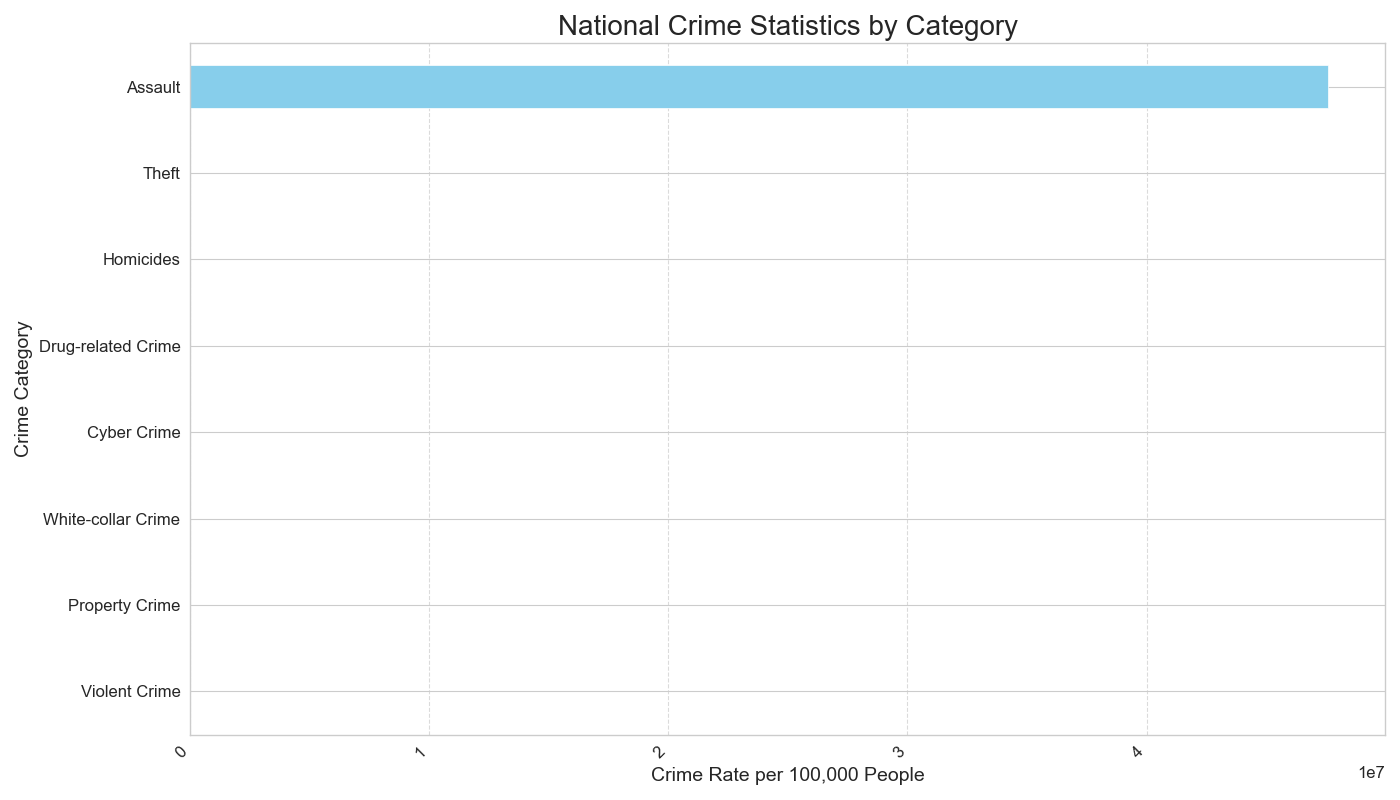 National Crime Statistics by Category
Crime Category
Assault
Theft
Homicides
Drug-related Crime
Cyber Crime
White-collar Crime
Property Crime
Violent Crime
0 1 2 3 4
1e7
Crime Rate per 100,000 People